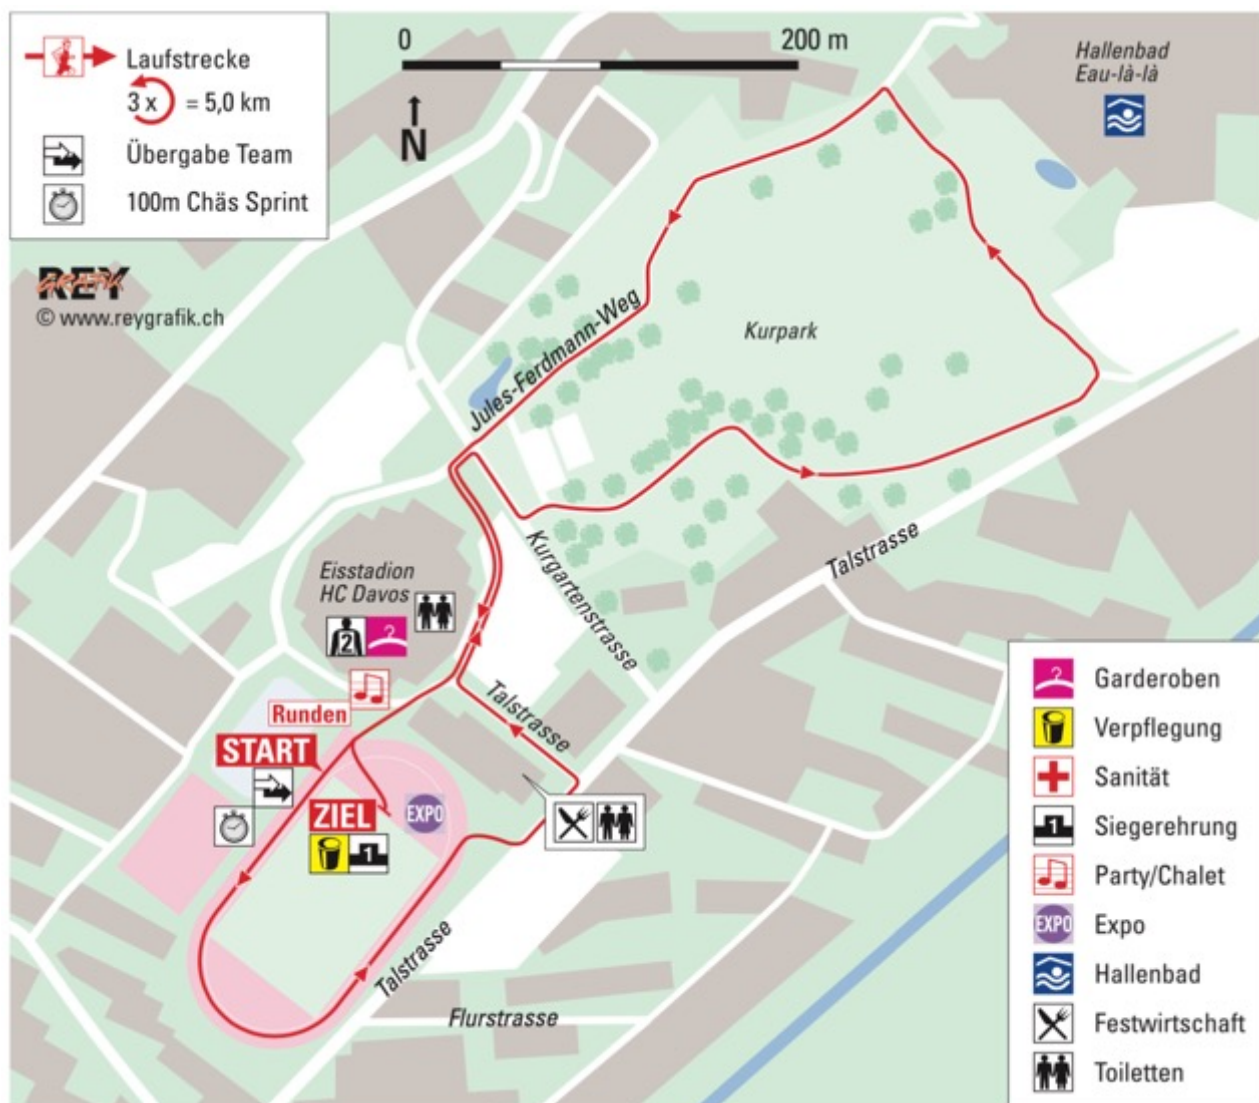 Laufstrecke
3 x = 5,0 km
Übergabe Team
100m Chäs Sprint
REY
GRAFIK
© www.reygrafik.ch
0 200 m
N
Hallenbad
Eau-là-là
Kurpark
Jules-Ferdmann-Weg
Talstrasse
Kurgartenstrasse
Eisstadion
HC Davos
2
Talstrasse
Runden
START
ZIEL
EXPO
1
Talstrasse
Flurstrasse
Garderoben
Verpflegung
Sanität
1 Siegerehrung
Party/Chalet
EXPO Expo
Hallenbad
Festwirtschaft
Toiletten